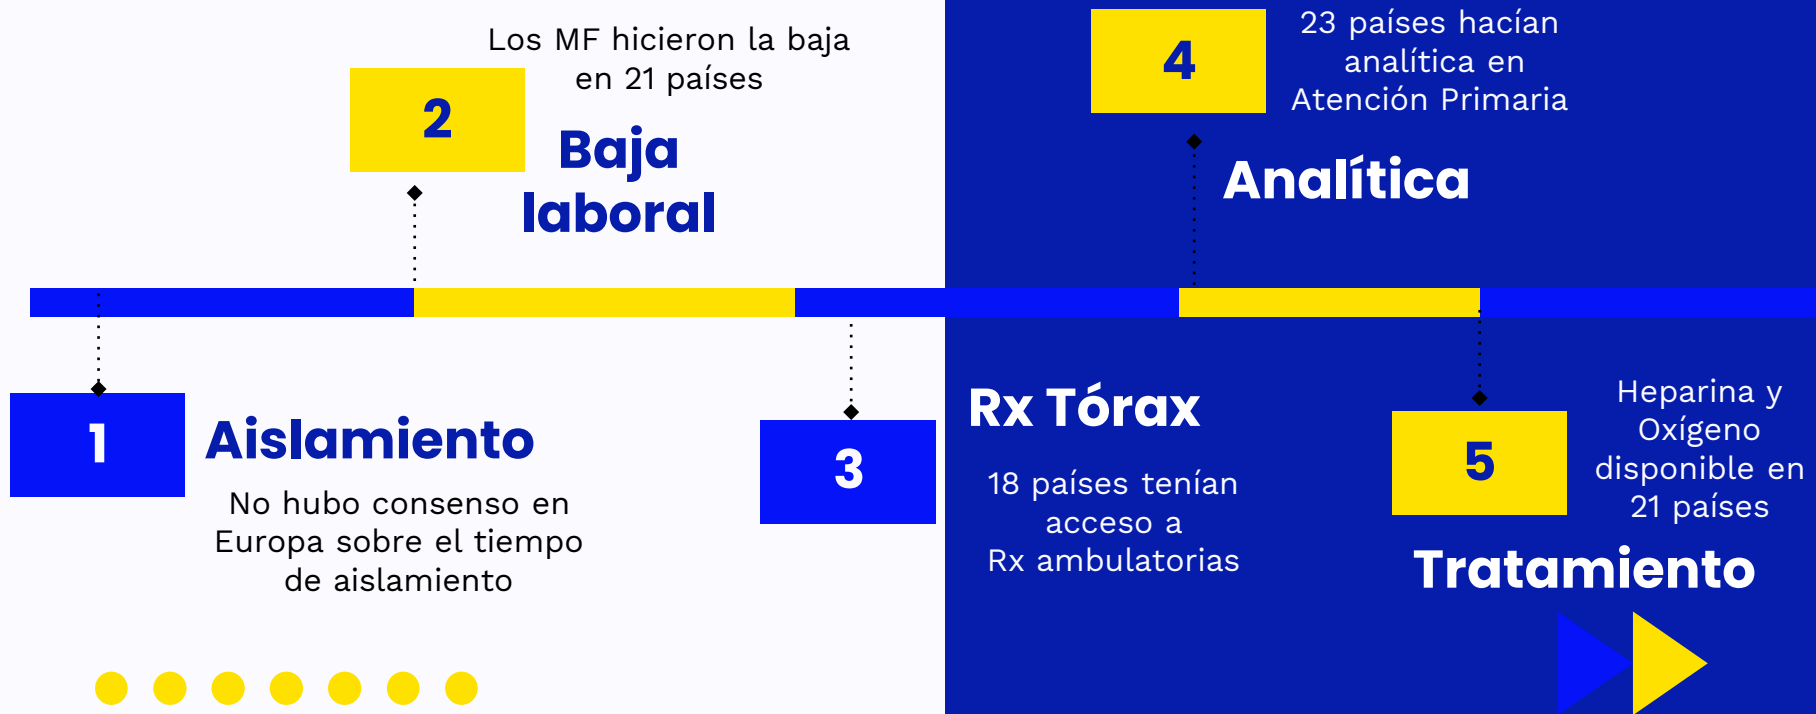 1
Aislamiento
No hubo consenso en
Europa sobre el tiempo
de aislamiento
2
Los MF hicieron la baja
en 21 países
Baja
laboral
3
Rx Tórax
18 países tenían
acceso a
Rx ambulatorias
4
23 países hacían
analítica en
Atención Primaria
Analítica
5
Heparina y
Oxígeno
disponible en
21 países
Tratamiento